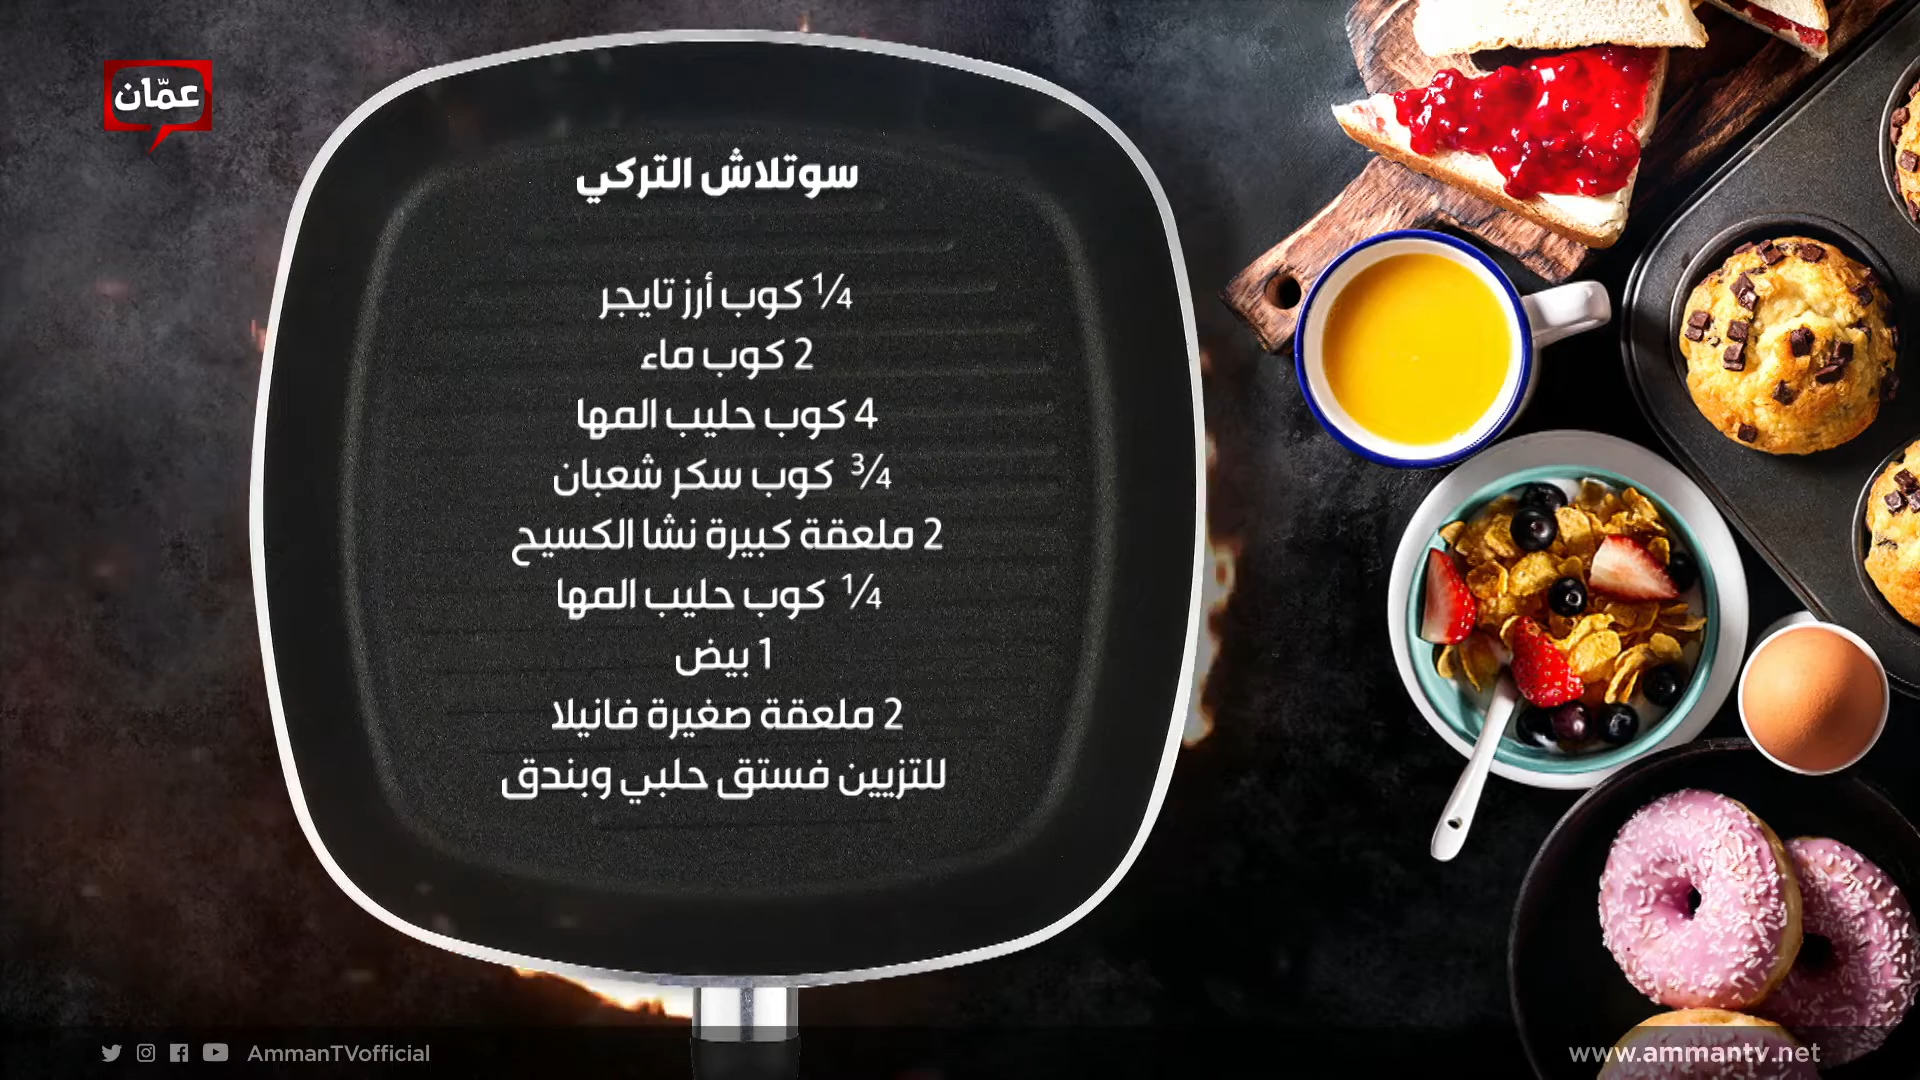 عمّان
سوتلاش التركي
¼ كوب أرز تايجر
2 كوب ماء
4 كوب حليب المها
¾ كوب سكر شعبان
2 ملعقة كبيرة نشا الكسيح
¼ كوب حليب المها
1 بيض
2 ملعقة صغيرة فانيلا
للتزيين فستق حلبي وبندق
AmmanTVofficial
www.ammantv.net